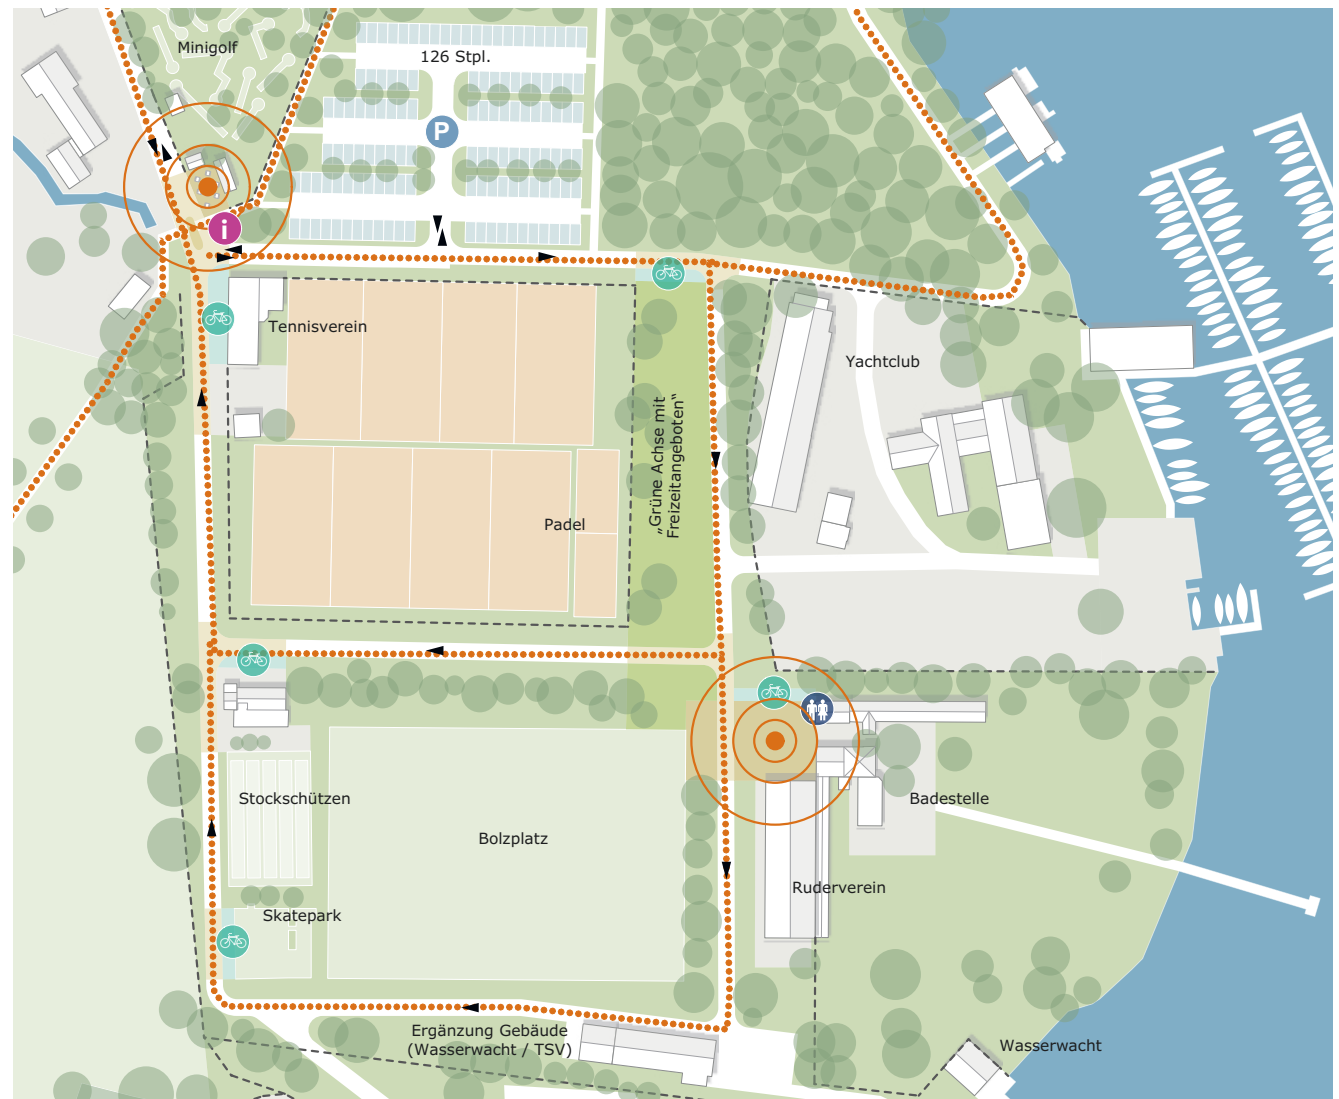 Minigolf
126 Stpl.
P
i
Tennisverein
Yachtclub
„Grüne Achse mit
Freizeitangeboten“
Padel
Stockschützen
Badestelle
Bolzplatz
Ruderverein
Skatepark
Ergänzung Gebäude
(Wasserwacht / TSV)
Wasserwacht